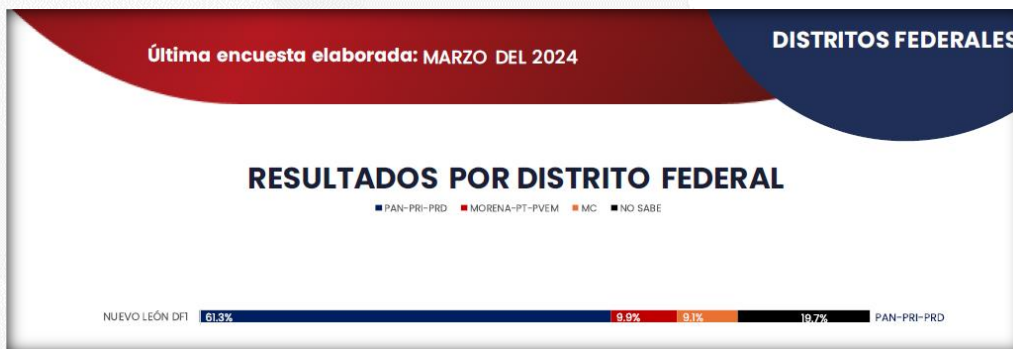 Última encuesta elaborada: MARZO DEL 2024
DISTRITOS FEDERALES
RESULTADOS POR DISTRITO FEDERAL
PAN-PRI-PRD MORENA-PT-PVEM MC NO SABE
NUEVO LEÓN DF1 61.3% 9.9% 9.1% 19.7% PAN-PRI-PRD